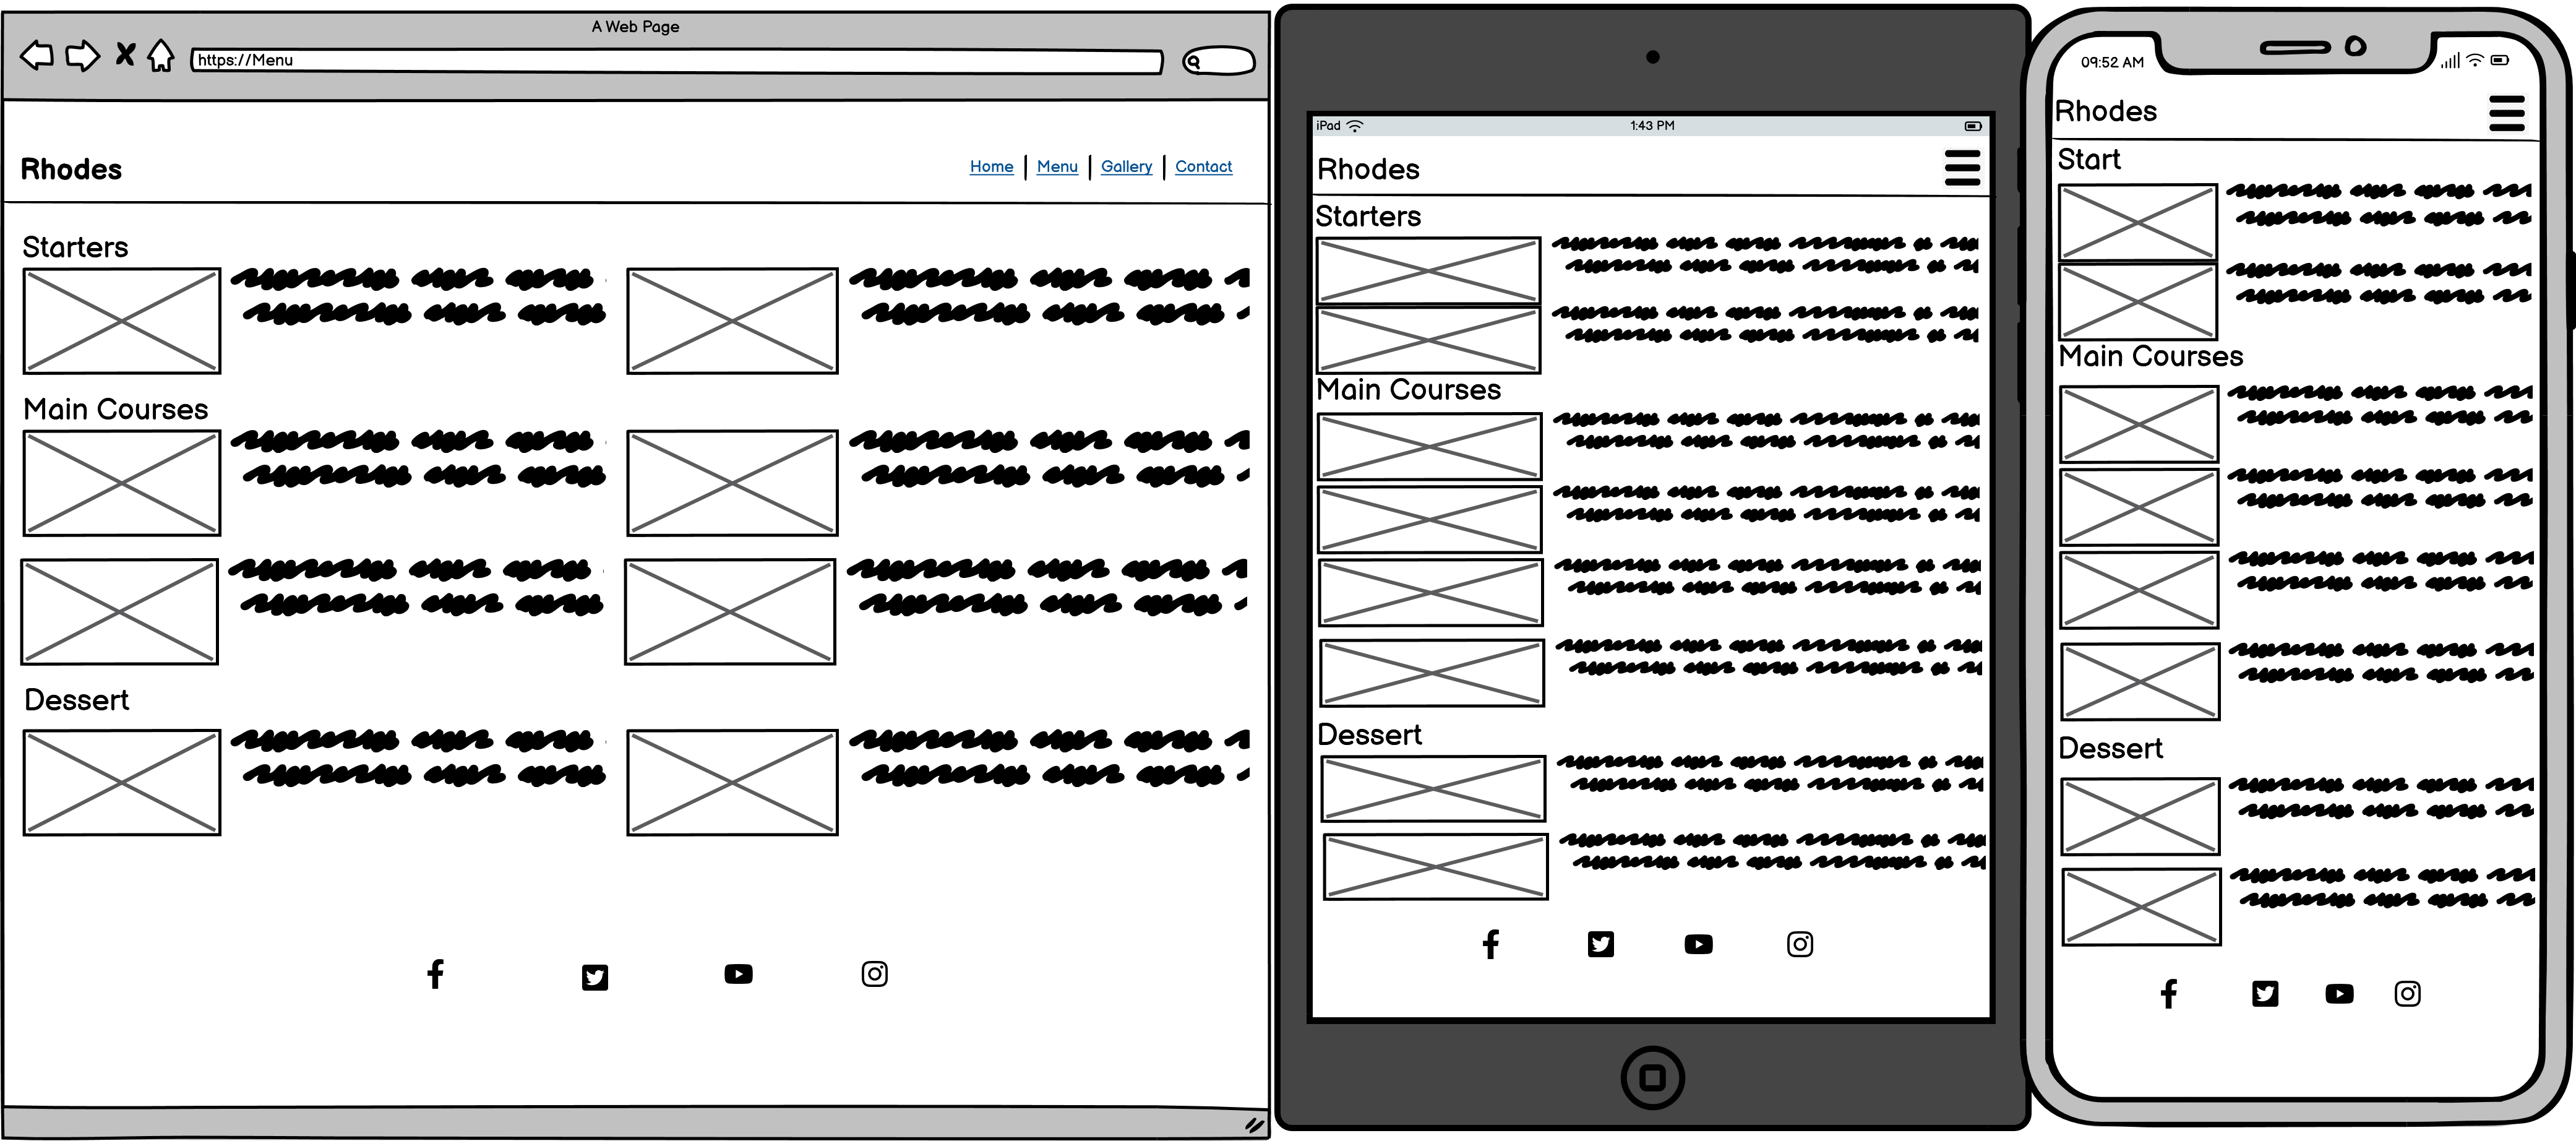 A Web Page
https://Menu
Rhodes
Home | Menu | Gallery | Contact
Starters
Main Courses
Dessert
iPad
1:43 PM
Rhodes
Starters
Main Courses
Dessert
09:52 AM
Rhodes
Start
Main Courses
Dessert